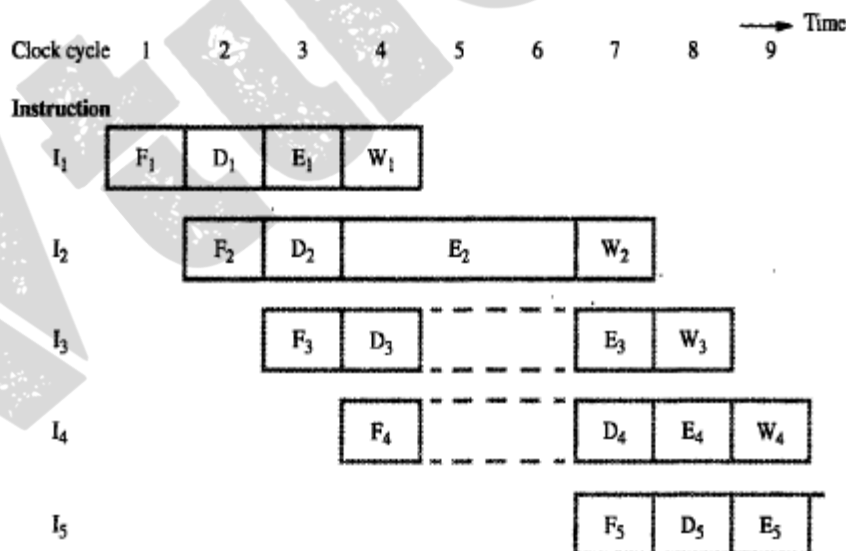 Time
Clock cycle 1 2 3 4 5 6 7 8 9
Instruction
I₁ F₁ D₁ E₁ W₁
I₂ F₂ D₂ E₂ W₂
I₃ F₃ D₃ E₃ W₃
I₄ F₄ D₄ E₄ W₄
I₅ F₅ D₅ E₅